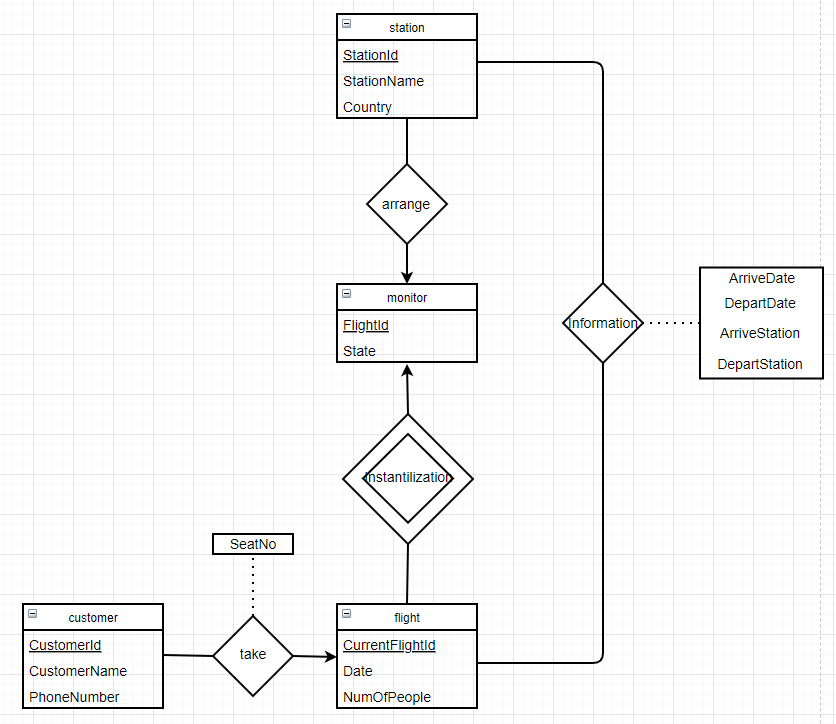 station
StationId
StationName
Country
arrange
monitor
FlightId
State
Information
ArriveDate
DepartDate
ArriveStation
DepartStation
Instantilization
SeatNo
customer
CustomerId
CustomerName
PhoneNumber
take
flight
CurrentFlightId
Date
NumOfPeople